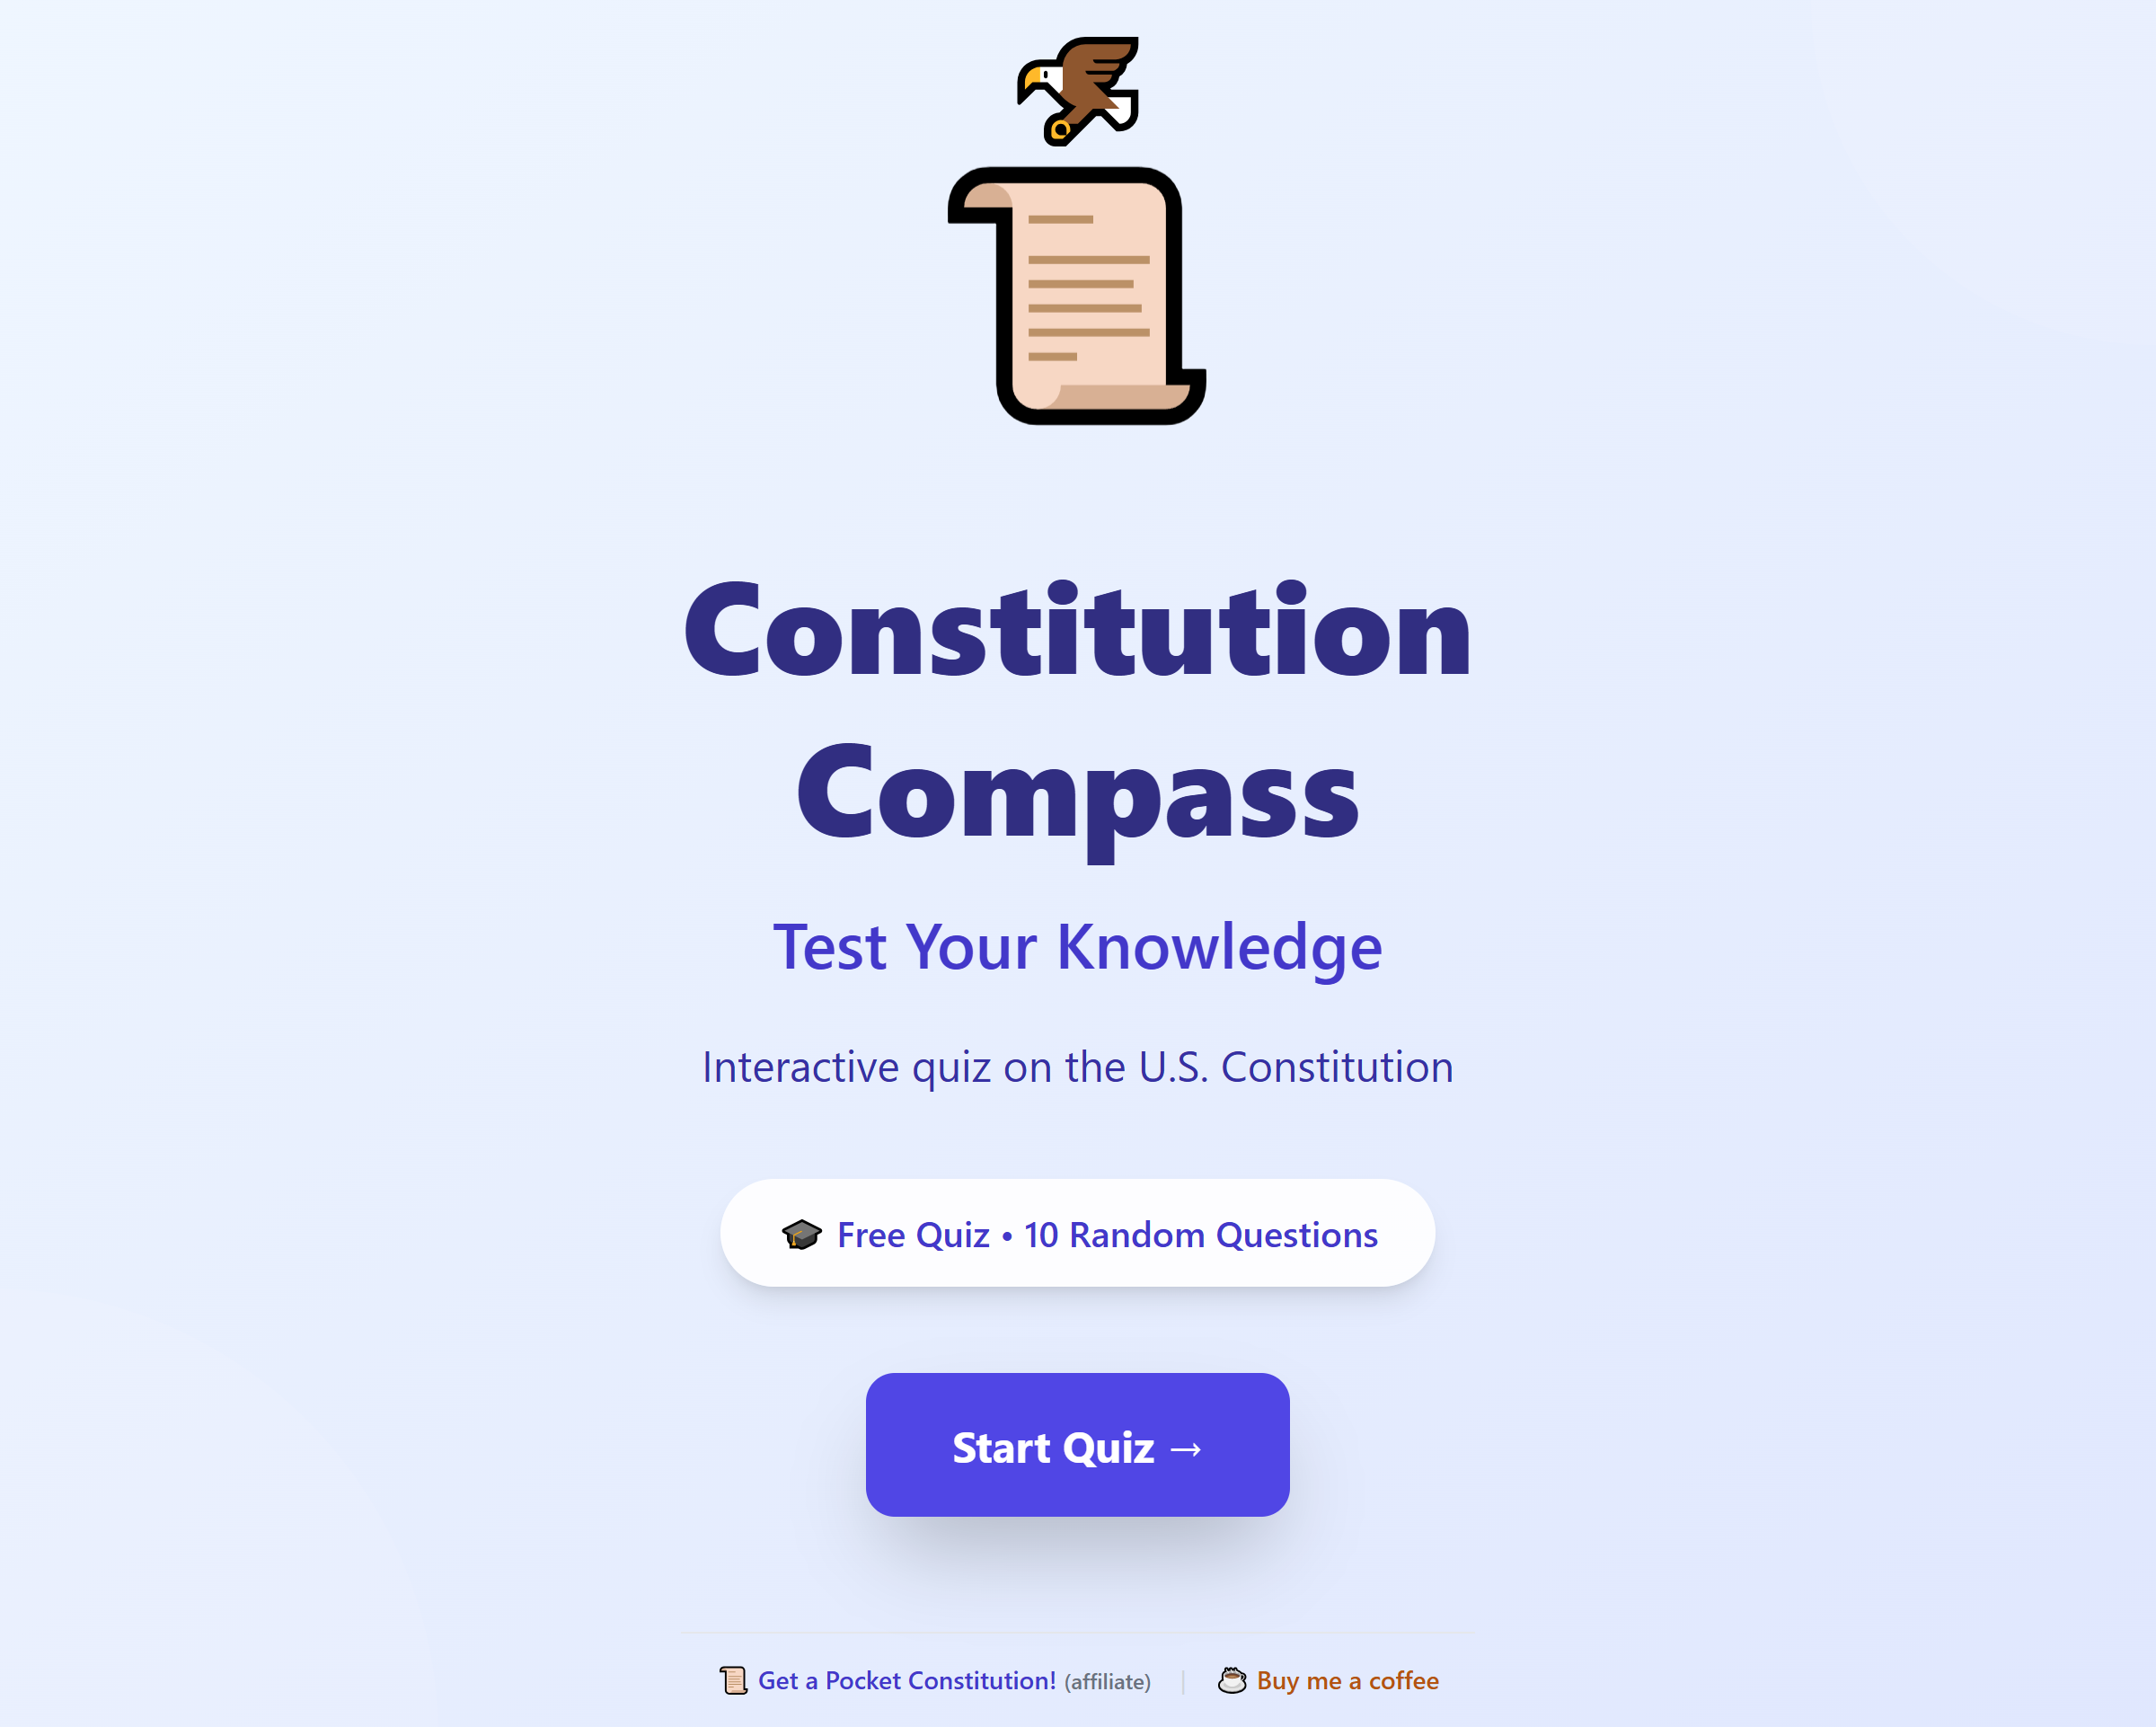 Constitution
Compass
Test Your Knowledge
Interactive quiz on the U.S. Constitution
🎓 Free Quiz • 10 Random Questions
Start Quiz →
📜 Get a Pocket Constitution! (affiliate) | ☕ Buy me a coffee